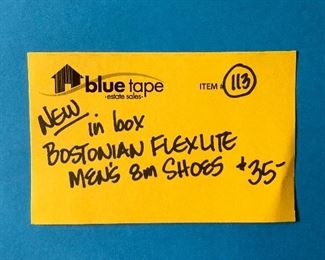 blue tape
-estate sales-
ITEM # 113
NEW in box
BOSTONIAN FLEXLITE
MEN'S 8M SHOES $35-